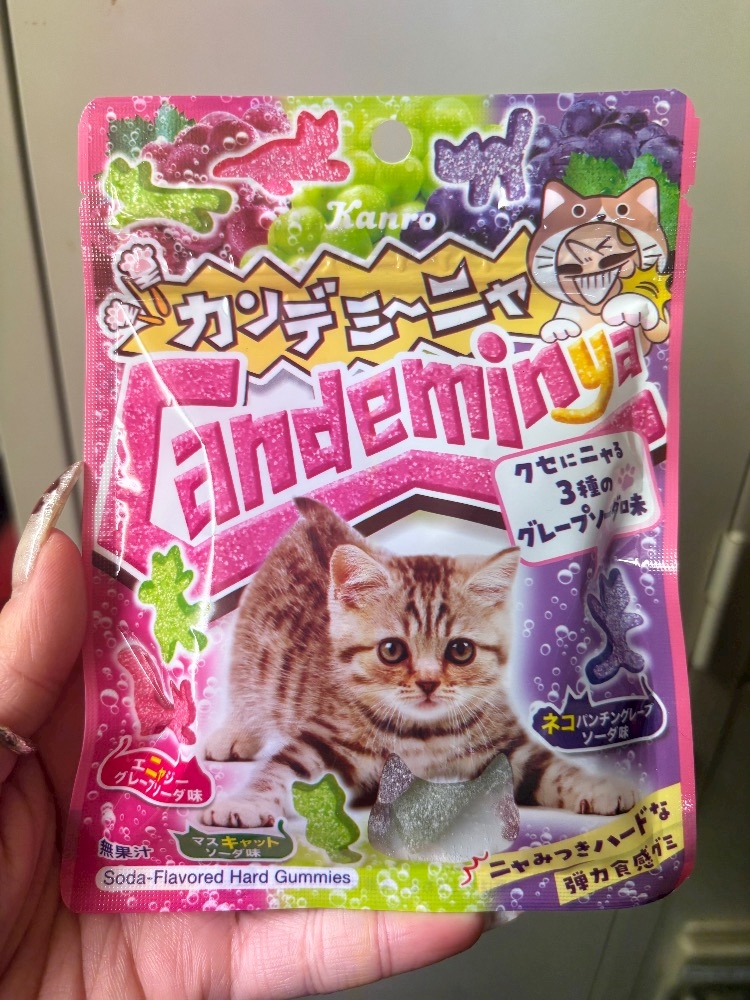 Kanro
カンデミーニャ
Candeminya
クセにニャる
3種の
グレープソーダ味
ネコパンチングレープ
ソーダ味
エニャジー
グレープソーダ味
マスキャット
ソーダ味
無果汁
Soda-Flavored Hard Gummies
ニャみつきハードな
弾力食感グミ